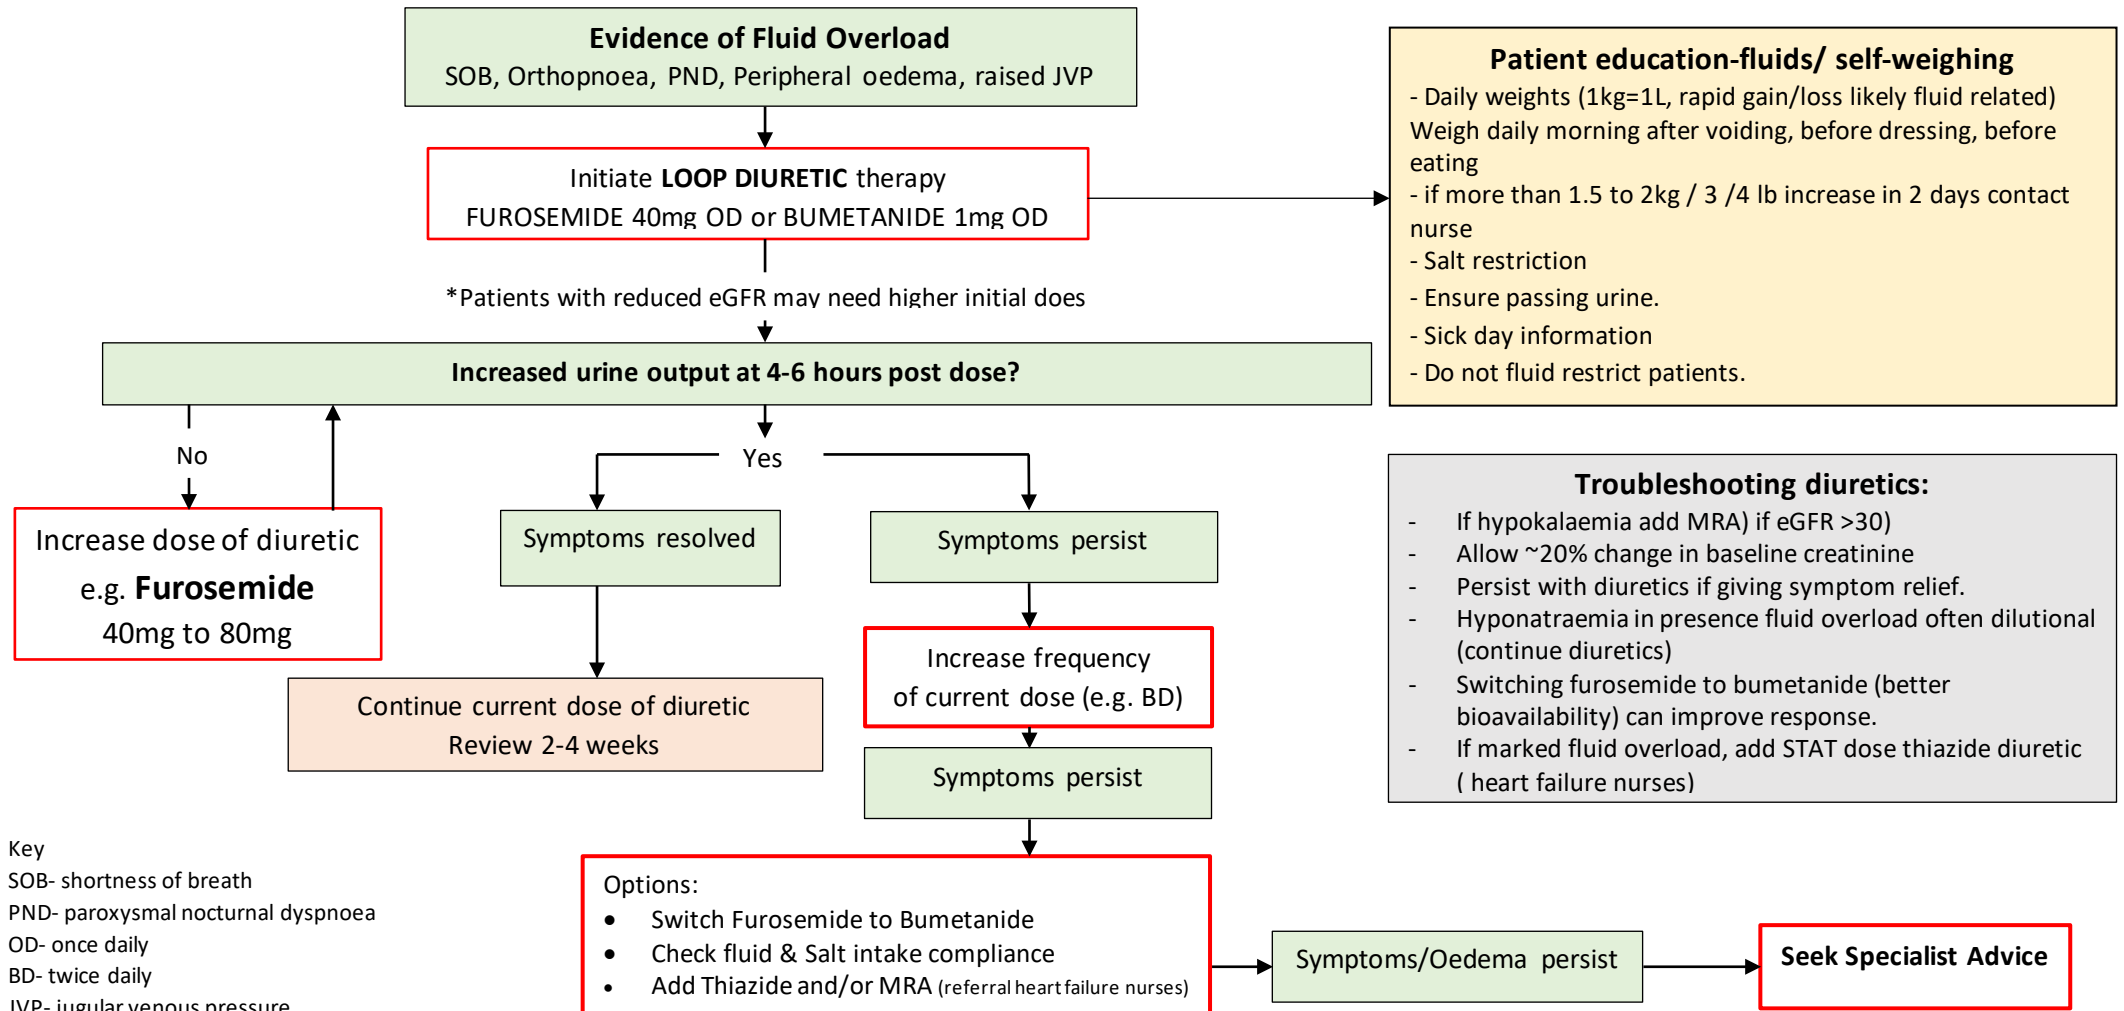 Evidence of Fluid Overload
SOB, Orthopnoea, PND, Peripheral oedema, raised JVP
Initiate LOOP DIURETIC therapy
FUROSEMIDE 40mg OD or BUMETANIDE 1mg OD
*Patients with reduced eGFR may need higher initial does
Increased urine output at 4-6 hours post dose?
No
Yes
Increase dose of diuretic
e.g. Furosemide
40mg to 80mg
Symptoms resolved
Continue current dose of diuretic
Review 2-4 weeks
Symptoms persist
Increase frequency
of current dose (e.g. BD)
Symptoms persist
Options:
• Switch Furosemide to Bumetanide
• Check fluid & Salt intake compliance
• Add Thiazide and/or MRA (referral heart failure nurses)
Symptoms/Oedema persist
Seek Specialist Advice
Patient education-fluids/ self-weighing
- Daily weights (1kg=1L, rapid gain/loss likely fluid related)
Weigh daily morning after voiding, before dressing, before
eating
- if more than 1.5 to 2kg / 3 /4 lb increase in 2 days contact
nurse
- Salt restriction
- Ensure passing urine.
- Sick day information
- Do not fluid restrict patients.
Troubleshooting diuretics:
- If hypokalaemia add MRA) if eGFR >30)
- Allow ~20% change in baseline creatinine
- Persist with diuretics if giving symptom relief.
- Hyponatraemia in presence fluid overload often dilutional
(continue diuretics)
- Switching furosemide to bumetanide (better
bioavailability) can improve response.
- If marked fluid overload, add STAT dose thiazide diuretic
( heart failure nurses)
Key
SOB- shortness of breath
PND- paroxysmal nocturnal dyspnoea
OD- once daily
BD- twice daily
JVP- jugular venous pressure